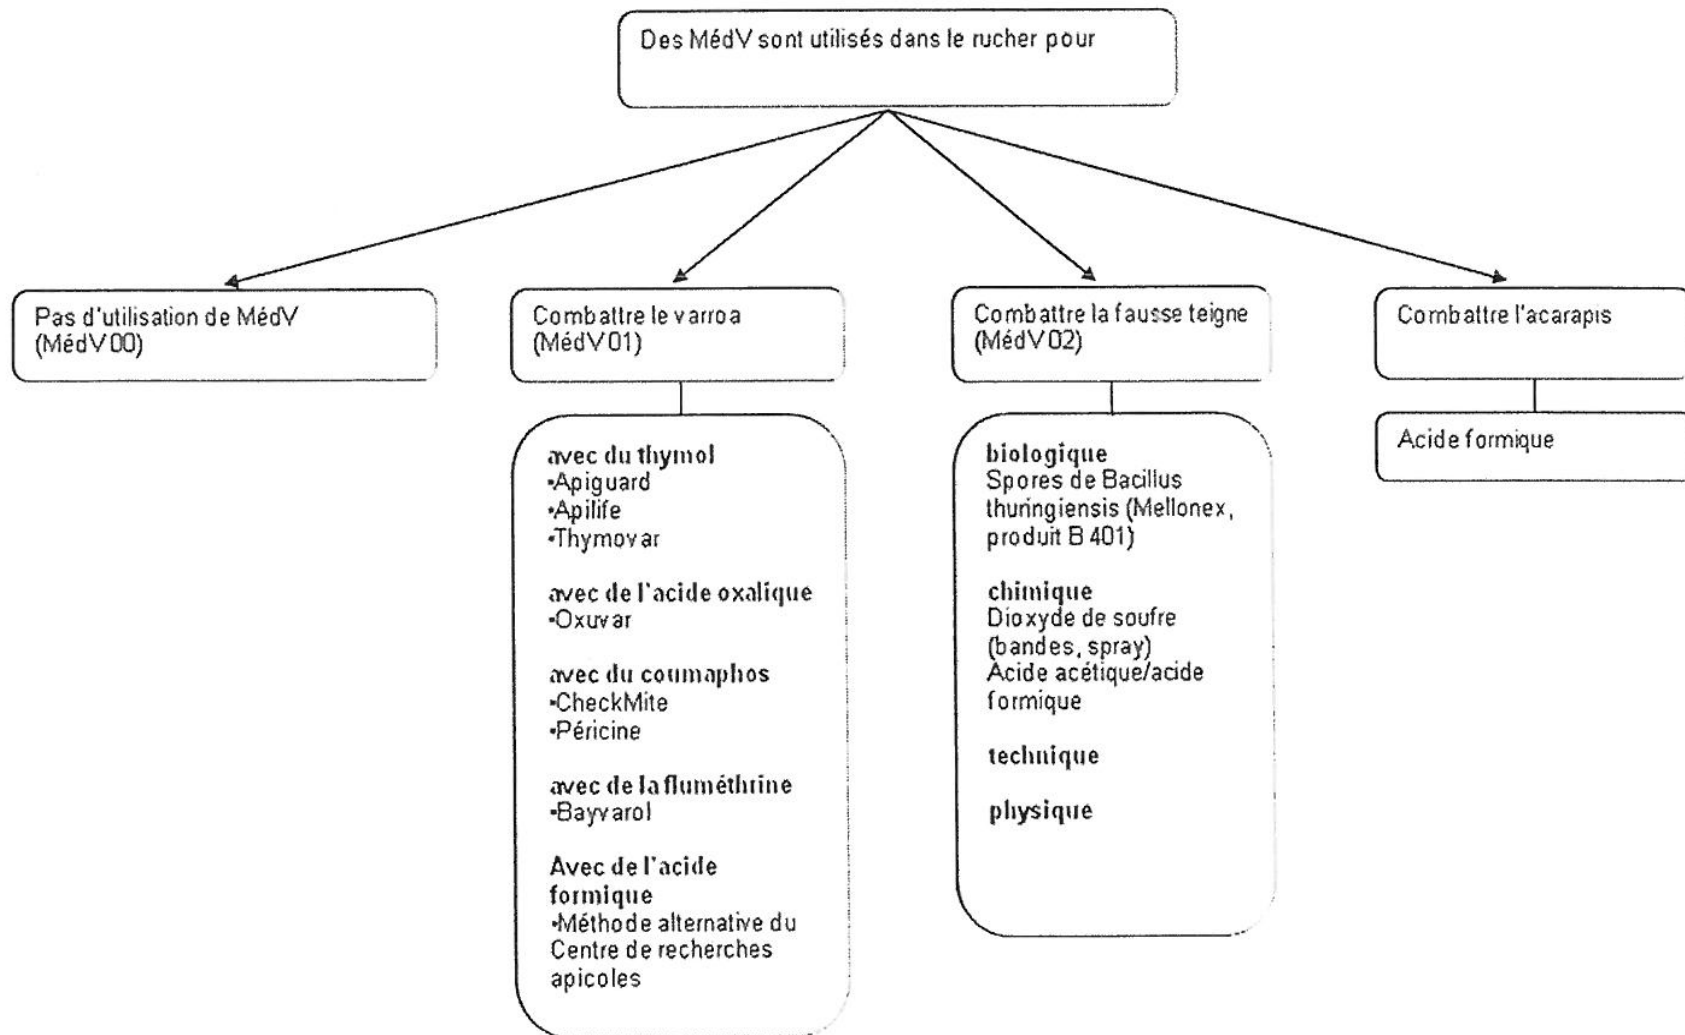 Des MédV sont utilisés dans le rucher pour
Pas d'utilisation de MédV
(MédV00)
Combattre le varroa
(MédV01)
Combattre la fausse teigne
(MédV02)
Combattre l'acarapis
avec du thymol
•Apiguard
•Apilife
•Thymovar
avec de l'acide oxalique
•Oxuvar
avec du coumaphos
•CheckMite
•Péricine
avec de la fluméthrine
•Bayvarol
Avec de l'acide
formique
•Méthode alternative du
Centre de recherches
apicoles
biologique
Spores de Bacillus
thuringiensis (Mellonex,
produit B 401)
chimique
Dioxyde de soufre
(bandes, spray)
Acide acétique/acide
formique
technique
physique
Acide formique